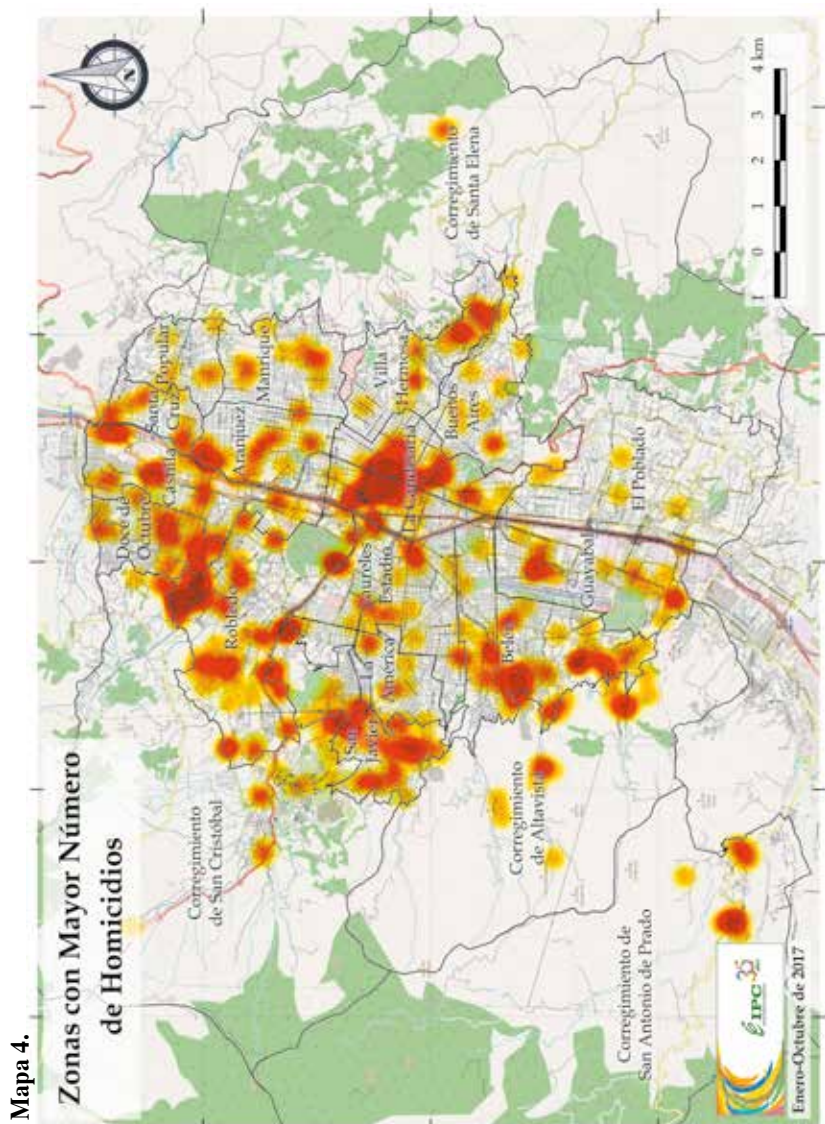 Mapa 4.
Zonas con Mayor Número
de Homicidios
N
Corregimiento
de San Cristóbal
Doce de
Octubre
Castilla
Santa
Cruz
Popular
Aranjuez
Manrique
Robledo
Villa
Hermosa
La Candelaria
Buenos
Aires
Corregimiento
de Santa Elena
Laureles
Estadio
La
América
San
Javier
Belén
Guayabal
El Poblado
Corregimiento
de Altavista
Corregimiento de
San Antonio de Prado
IPC 35
Enero-Octubre de 2017
1 0 1 2 3 4 km